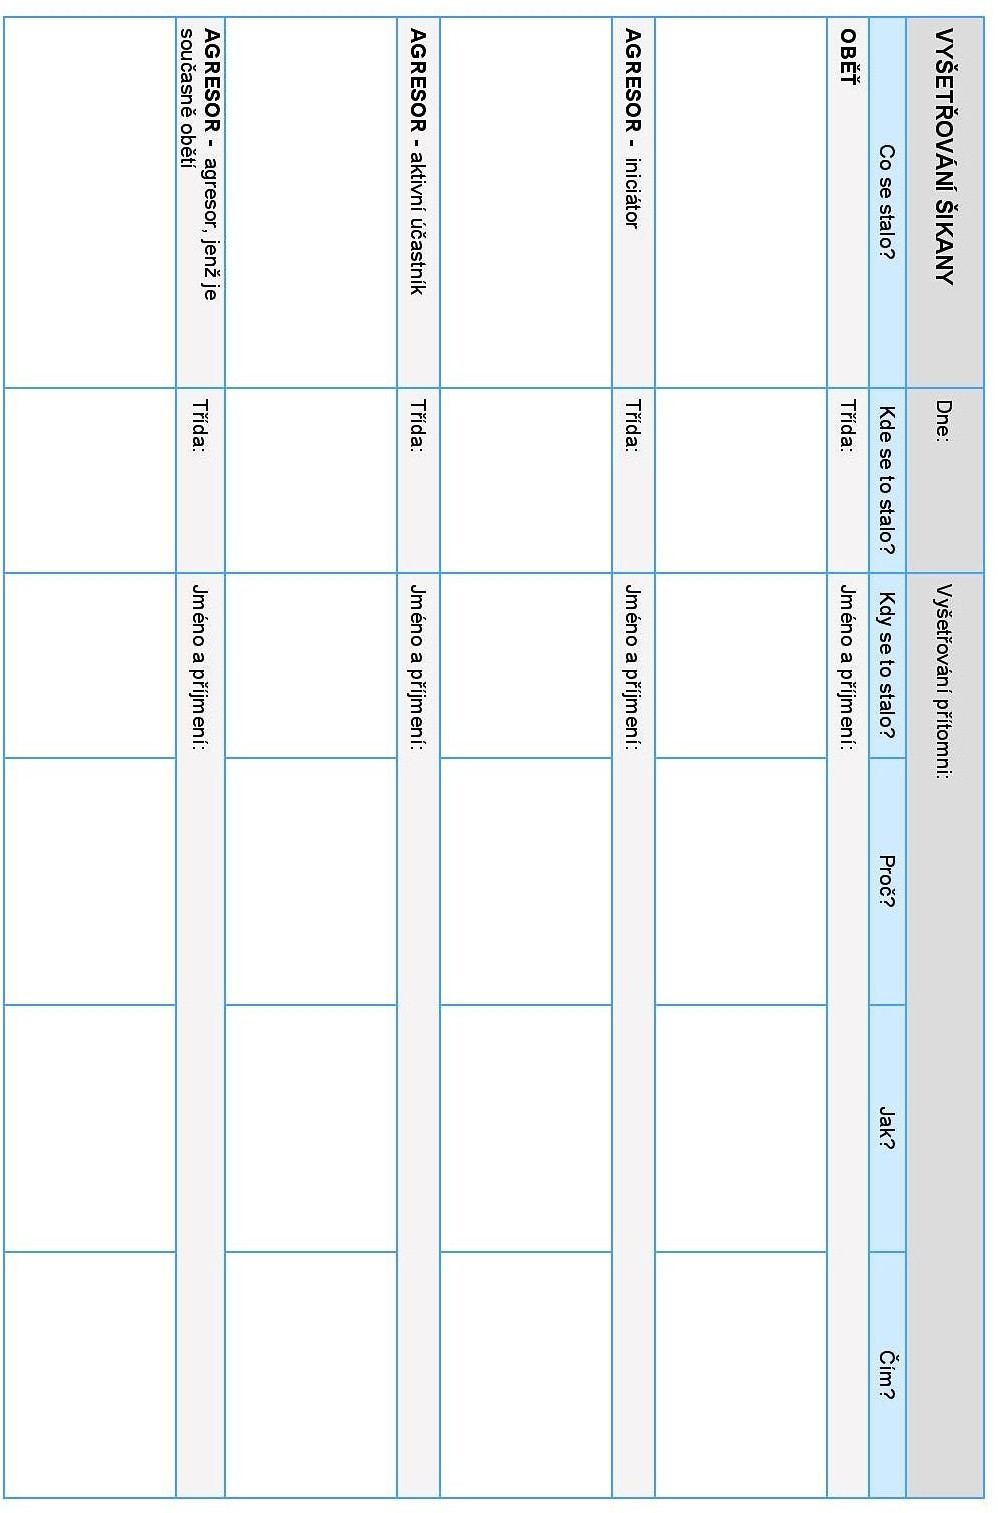 VYŠETŘOVÁNÍ ŠIKANY Dne: Vyšetřování přítomni:
Co se stalo? Kde se to stalo? Kdy se to stalo? Proč? Jak? Čím?
OBĚŤ Třída: Jméno a příjmení:
AGRESOR - iniciátor Třída: Jméno a příjmení:
AGRESOR - aktivní účastník Třída: Jméno a příjmení:
AGRESOR - agresor, jenž je
současně obětí
Třída: Jméno a příjmení: